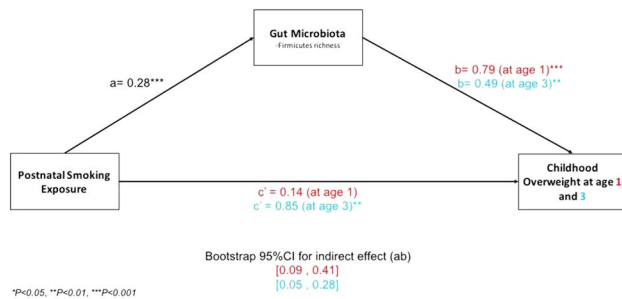 Gut Microbiota
-Firmicutes richness
a= 0.28***
b= 0.79 (at age 1)***
b= 0.49 (at age 3)**
Postnatal Smoking
Exposure
Childhood
Overweight at age 1
and 3
c' = 0.14 (at age 1)
c' = 0.85 (at age 3)**
Bootstrap 95%CI for indirect effect (ab)
[0.09 , 0.41]
[0.05 , 0.28]
*P<0.05, **P<0.01, ***P<0.001